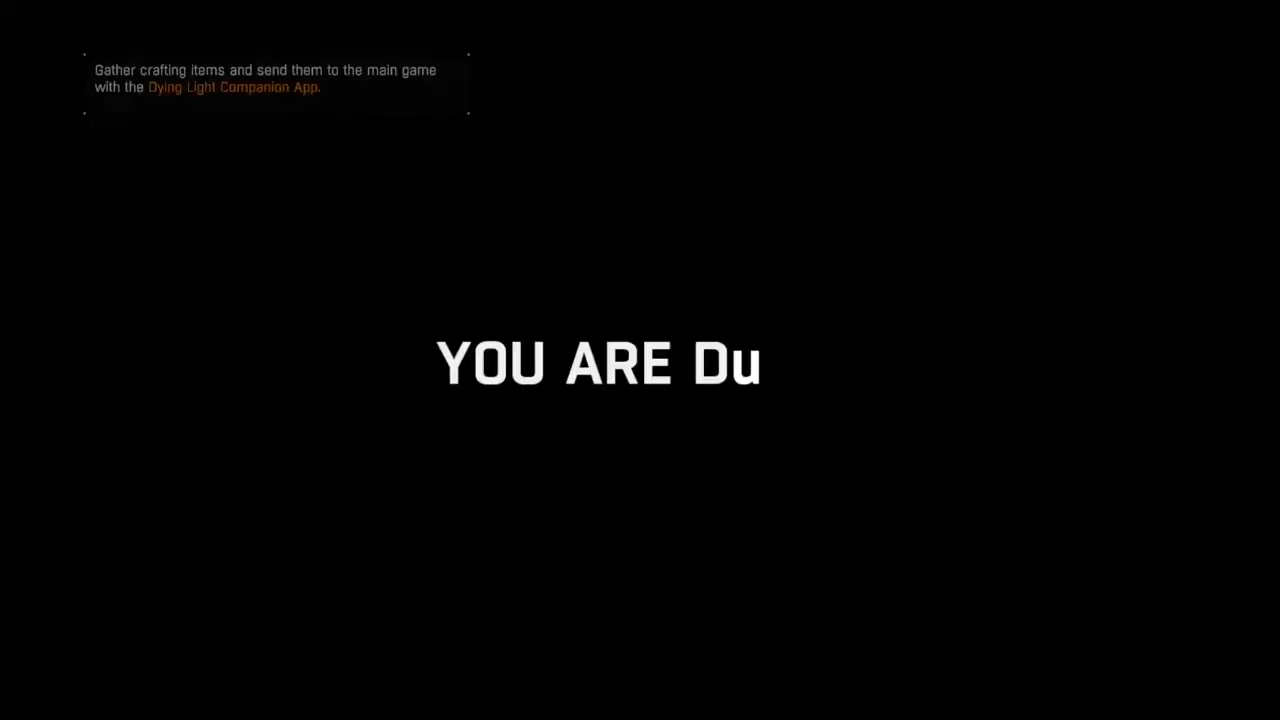 Gather crafting items and send them to the main game
with the Dying Light Companion App.
YOU ARE Du